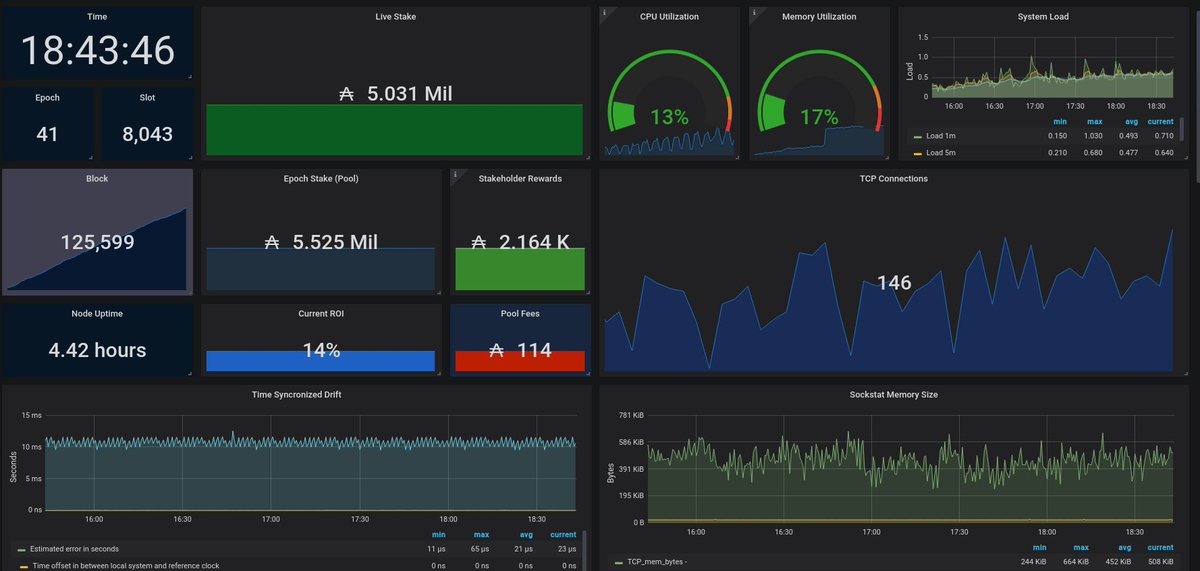 Time
18:43:46
Live Stake
₳ 5.031 Mil
CPU Utilization
13%
Memory Utilization
17%
System Load
1.5
1.0
0.5
0
Load
16:00 16:30 17:00 17:30 18:00 18:30
min max avg current
Load 1m 0.150 1.030 0.493 0.710
Load 5m 0.210 0.680 0.477 0.640
Epoch
41
Slot
8,043
Block
125,599
Epoch Stake (Pool)
₳ 5.525 Mil
Stakeholder Rewards
₳ 2.164 K
TCP Connections
146
Node Uptime
4.42 hours
Current ROI
14%
Pool Fees
₳ 114
Time Syncronized Drift
15 ms
10 ms
5 ms
0 ns
Seconds
16:00 16:30 17:00 17:30 18:00 18:30
min max avg current
Estimated error in seconds 11 µs 65 µs 21 µs 23 µs
Time offset in between local system and reference clock 0 ns 0 ns 0 ns 0 ns
Sockstat Memory Size
781 KiB
586 KiB
391 KiB
195 KiB
0 B
Bytes
16:00 16:30 17:00 17:30 18:00 18:30
min max avg current
TCP_mem_bytes - 244 KiB 664 KiB 452 KiB 508 KiB